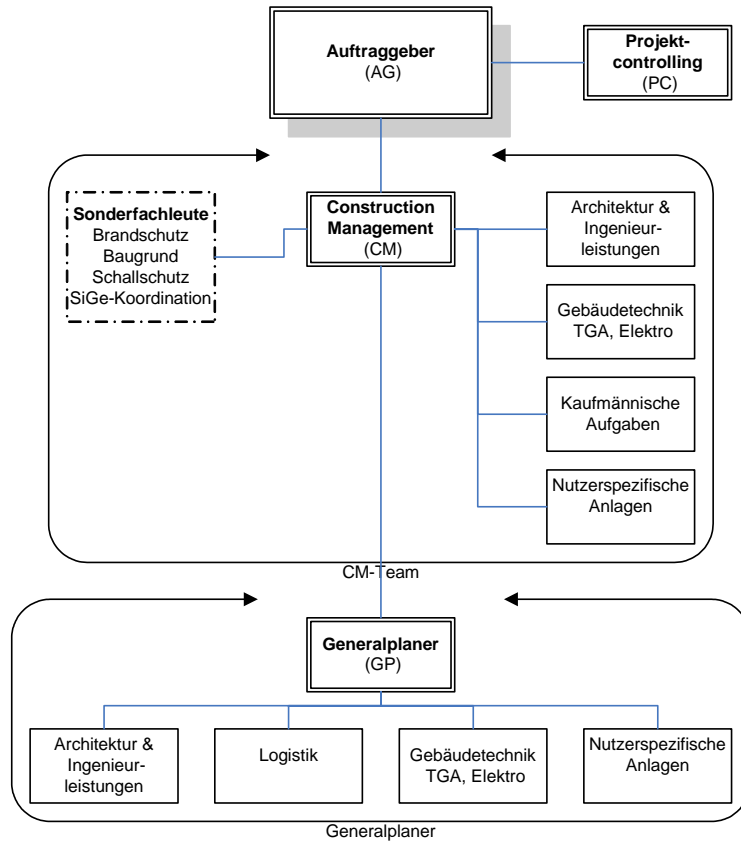 Auftraggeber
(AG)
Projekt-
controlling
(PC)
Sonderfachleute
Brandschutz
Baugrund
Schallschutz
SiGe-Koordination
Construction
Management
(CM)
Architektur &
Ingenieur-
leistungen
Gebäudetechnik
TGA, Elektro
Kaufmännische
Aufgaben
Nutzerspezifische
Anlagen
CM-Team
Generalplaner
(GP)
Architektur &
Ingenieur-
leistungen
Logistik
Gebäudetechnik
TGA, Elektro
Nutzerspezifische
Anlagen
Generalplaner